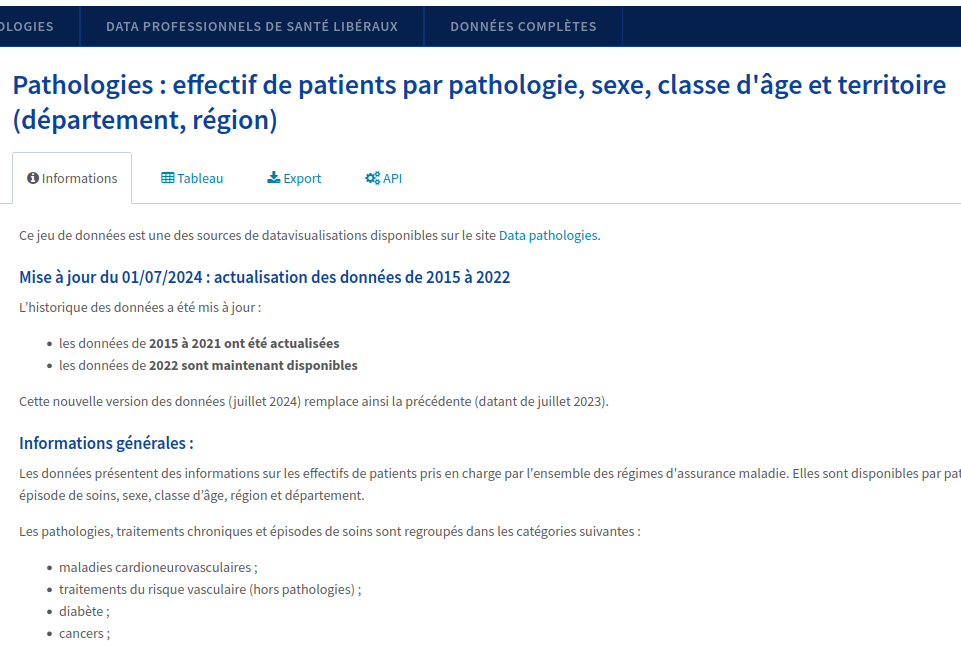 OLOGIES DATA PROFESSIONNELS DE SANTÉ LIBÉRAUX DONNÉES COMPLÈTES
Pathologies : effectif de patients par pathologie, sexe, classe d'âge et territoire
(département, région)
Informations Tableau Export API
Ce jeu de données est une des sources de datavisualisations disponibles sur le site Data pathologies.
Mise à jour du 01/07/2024 : actualisation des données de 2015 à 2022
L'historique des données a été mis à jour :
• les données de 2015 à 2021 ont été actualisées
• les données de 2022 sont maintenant disponibles
Cette nouvelle version des données (juillet 2024) remplace ainsi la précédente (datant de juillet 2023).
Informations générales :
Les données présentent des informations sur les effectifs de patients pris en charge par l'ensemble des régimes d'assurance maladie. Elles sont disponibles par pat
épisode de soins, sexe, classe d'âge, région et département.
Les pathologies, traitements chroniques et épisodes de soins sont regroupés dans les catégories suivantes :
• maladies cardioneurovasculaires ;
• traitements du risque vasculaire (hors pathologies) ;
• diabète ;
• cancers ;